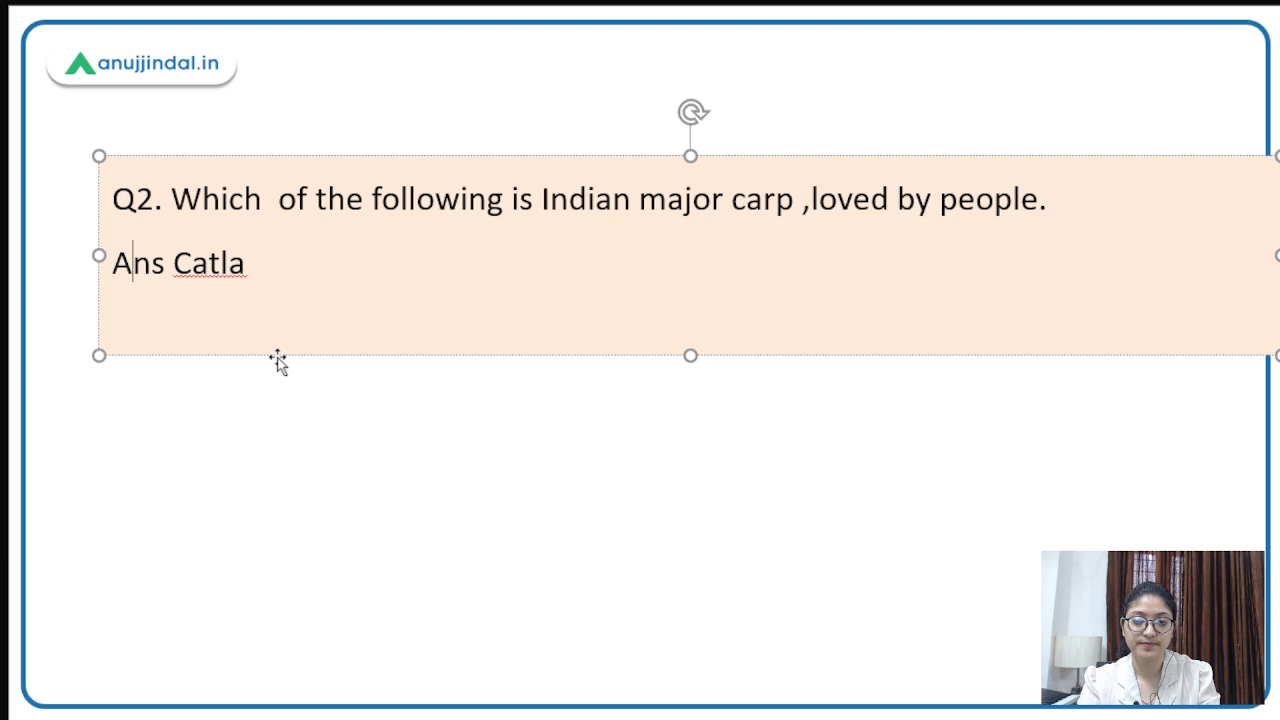 anujjindal.in
Q2. Which  of the following is Indian major carp ,loved by people.
Ans Catla